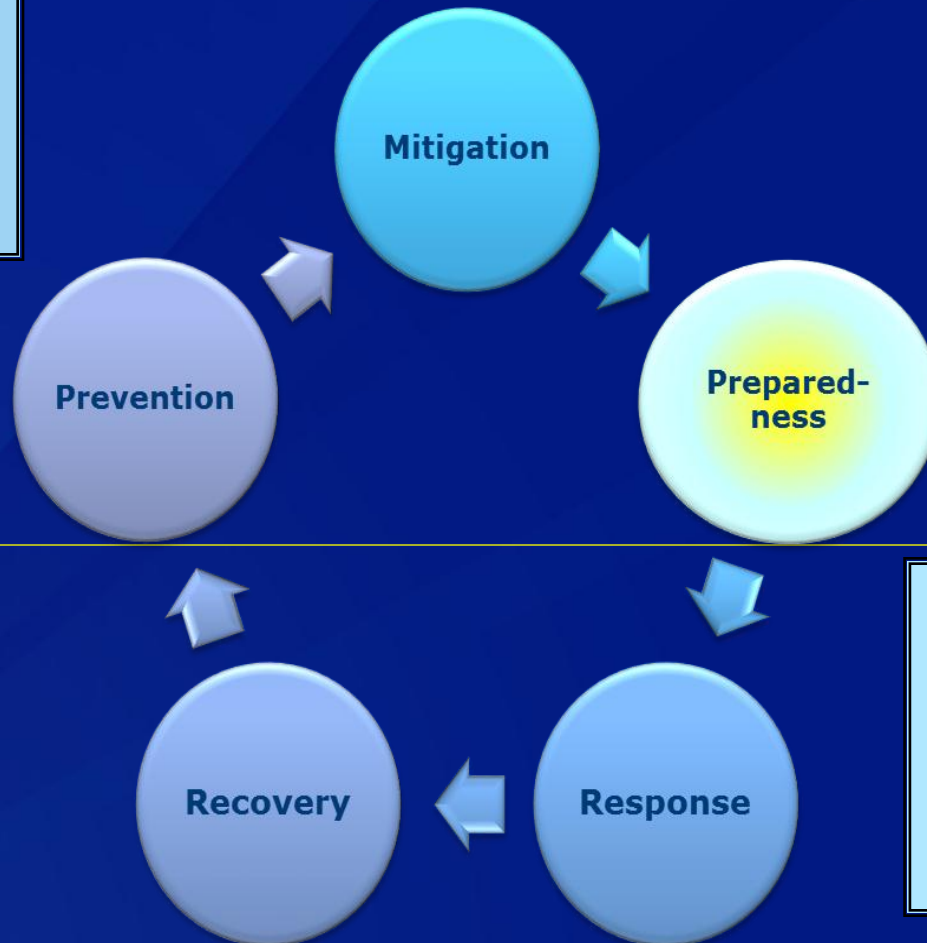 Mitigation
Prevention
Prepared-
ness
Recovery
Response